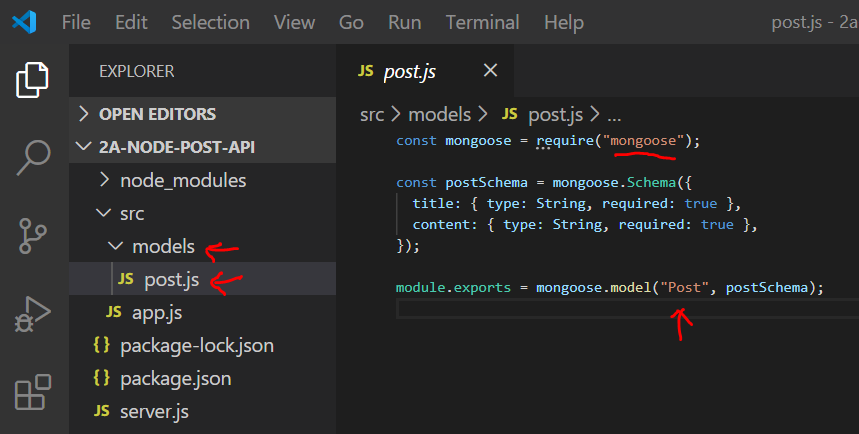 File Edit Selection View Go Run Terminal Help post.js - 2a
EXPLORER
OPEN EDITORS
2A-NODE-POST-API
node_modules
src
models
JS post.js
JS app.js
{} package-lock.json
{} package.json
JS server.js
JS post.js
src > models > JS post.js > ...
const mongoose = require("mongoose");
const postSchema = mongoose.Schema({
title: { type: String, required: true },
content: { type: String, required: true },
});
module.exports = mongoose.model("Post", postSchema);